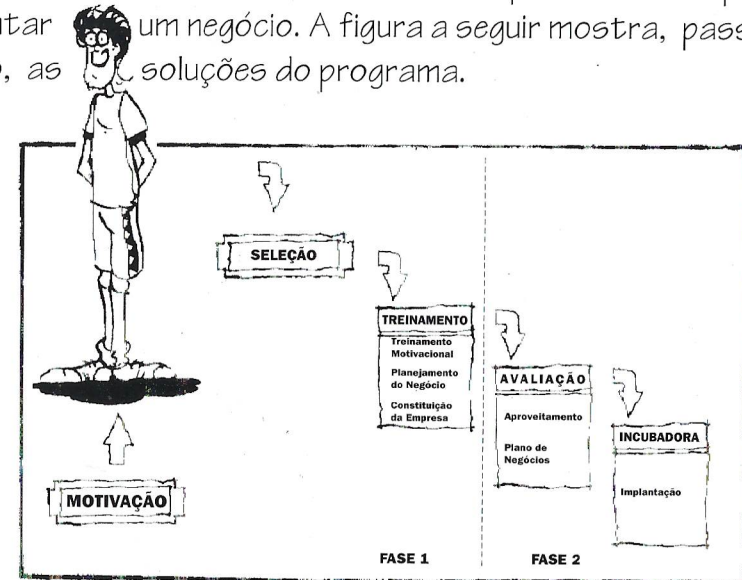 um negócio. A figura a seguir mostra,
as soluções do programa.
SELEÇÃO
TREINAMENTO
Treinamento
Motivacional
Planejamento
do Negócio
Constituição
da Empresa
AVALIAÇÃO
Aproveitamento
Plano de
Negócios
INCUBADORA
Implantação
MOTIVAÇÃO
FASE 1
FASE 2